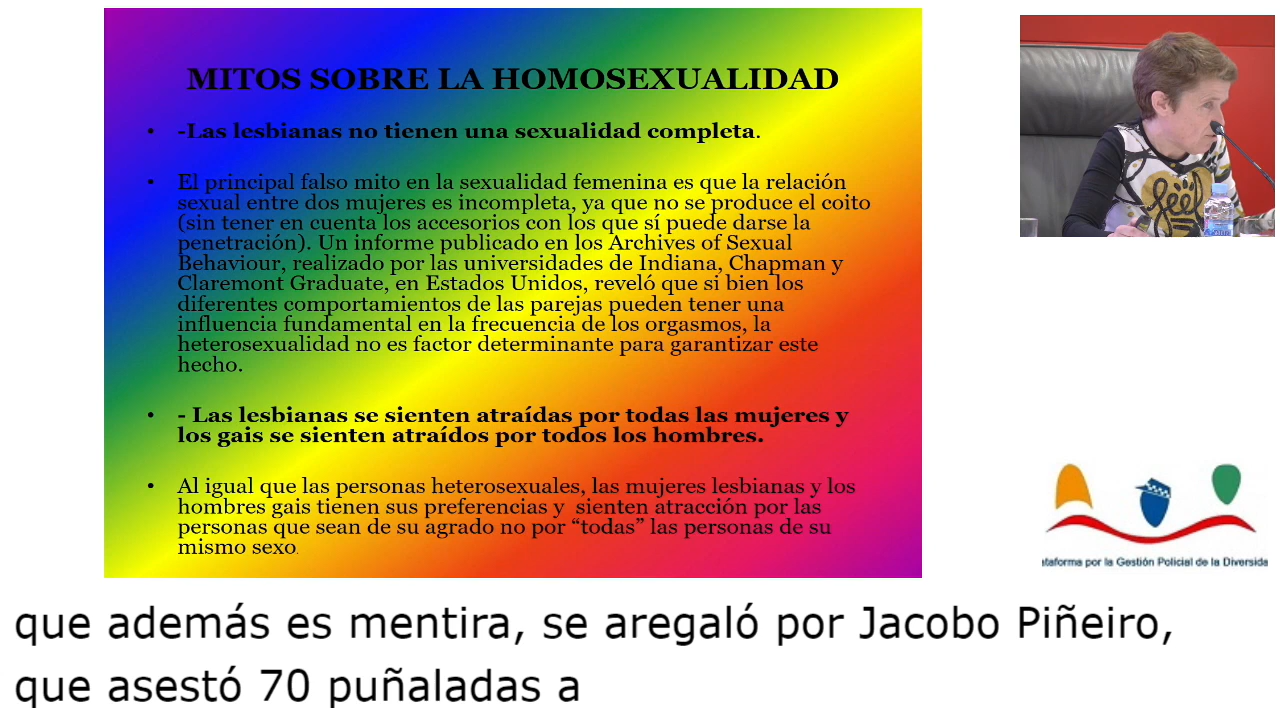 MITOS SOBRE LA HOMOSEXUALIDAD
• -Las lesbianas no tienen una sexualidad completa.
• El principal falso mito en la sexualidad femenina es que la relación
sexual entre dos mujeres es incompleta, ya que no se produce el coito
(sin tener en cuenta los accesorios con los que sí puede darse la
penetración). Un informe publicado en los Archives of Sexual
Behaviour, realizado por las universidades de Indiana, Chapman y
Claremont Graduate, en Estados Unidos, reveló que si bien los
diferentes comportamientos de las parejas pueden tener una
influencia fundamental en la frecuencia de los orgasmos, la
heterosexualidad no es factor determinante para garantizar este
hecho.
• - Las lesbianas se sienten atraídas por todas las mujeres y
los gais se sienten atraídos por todos los hombres.
• Al igual que las personas heterosexuales, las mujeres lesbianas y los
hombres gais tienen sus preferencias y sienten atracción por las
personas que sean de su agrado no por “todas” las personas de su
mismo sexo.
feel
ataforma por la Gestión Policial de la Diversida
que además es mentira, se aregaló por Jacobo Piñeiro,
que asestó 70 puñaladas a